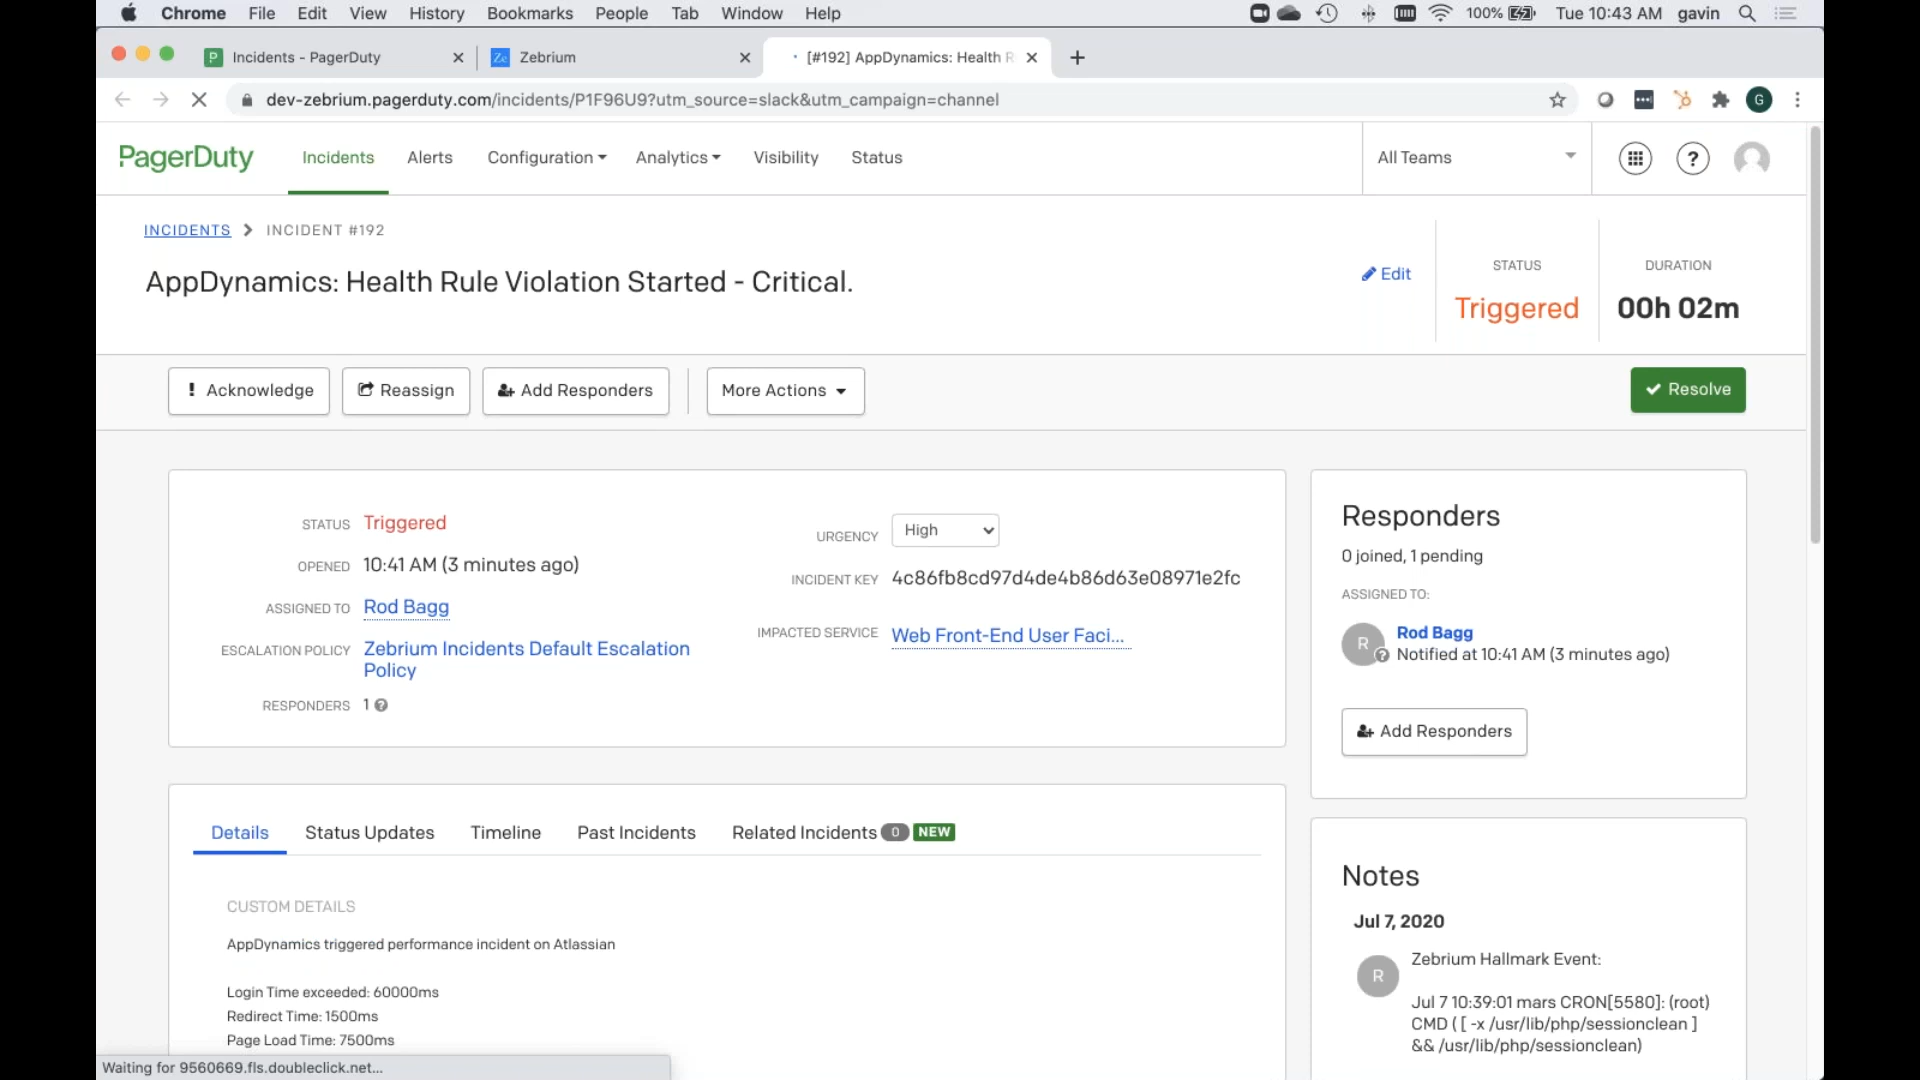 Chrome File Edit View History Bookmarks People Tab Window Help 100% Tue 10:43 AM gavin
Incidents - PagerDuty Zebrium [#192] AppDynamics: Health R
dev-zebrium.pagerduty.com/incidents/P1F96U9?utm_source=slack&utm_campaign=channel G
PagerDuty Incidents Alerts Configuration Analytics Visibility Status All Teams
INCIDENTS > INCIDENT #192
AppDynamics: Health Rule Violation Started - Critical.
Edit
STATUS
Triggered
DURATION
00h 02m
Acknowledge Reassign Add Responders More Actions Resolve
STATUS Triggered
OPENED 10:41 AM (3 minutes ago)
ASSIGNED TO Rod Bagg
ESCALATION POLICY Zebrium Incidents Default Escalation
Policy
RESPONDERS 1
URGENCY High
INCIDENT KEY 4c86fb8cd97d4de4b86d63e08971e2fc
IMPACTED SERVICE Web Front-End User Faci...
Responders
0 joined, 1 pending
ASSIGNED TO:
R Rod Bagg
Notified at 10:41 AM (3 minutes ago)
Add Responders
Details Status Updates Timeline Past Incidents Related Incidents 0 NEW
CUSTOM DETAILS
AppDynamics triggered performance incident on Atlassian
Login Time exceeded: 60000ms
Redirect Time: 1500ms
Page Load Time: 7500ms
Notes
Jul 7, 2020
R Zebrium Hallmark Event:
Jul 7 10:39:01 mars CRON[5580]: (root)
CMD ( [ -x /usr/lib/php/sessionclean ]
&& /usr/lib/php/sessionclean)
Waiting for 9560669.fls.doubleclick.net...